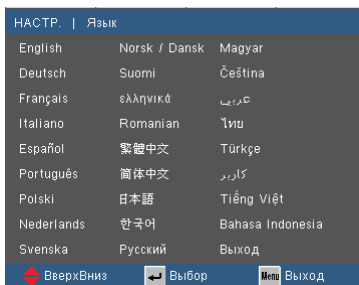 НАСТР. | Язык
English Norsk / Dansk Magyar
Deutsch Suomi Čeština
Français ελληνικά عربي
Italiano Romanian ไทย
Español 繁體中文 Türkçe
Português 简体中文 کاربر
Polski 日本語 Tiếng Việt
Nederlands 한국어 Bahasa Indonesia
Svenska Русский Выход
ВверхВниз Выбор Menu Выход